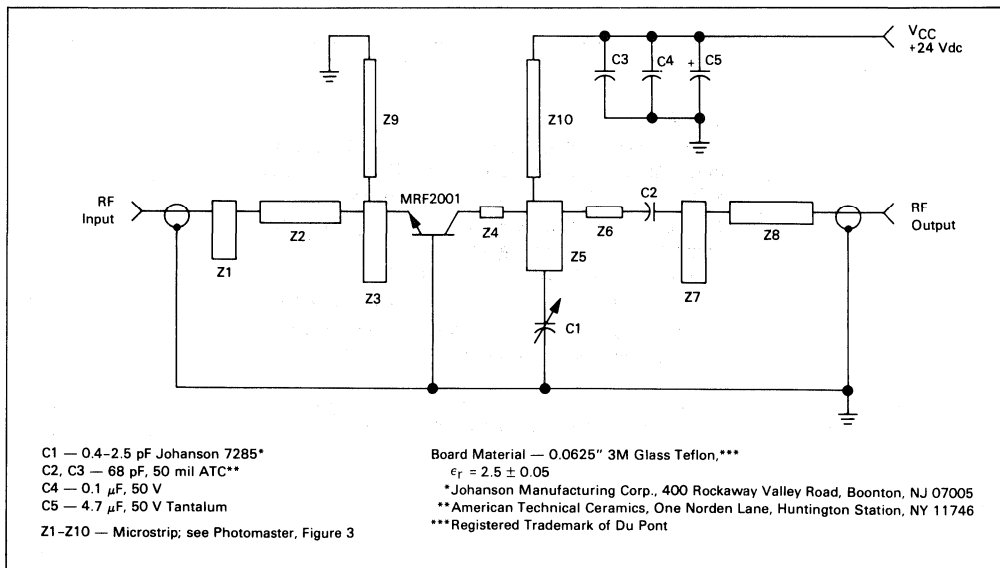 VCC
+24 Vdc
C3
C4
+
C5
Z9
Z10
RF
Input
MRF2001
C2
RF
Output
Z1
Z2
Z3
Z4
Z5
Z6
Z7
Z8
C1
C1 — 0.4-2.5 pF Johanson 7285*
C2, C3 — 68 pF, 50 mil ATC**
C4 — 0.1 μF, 50 V
C5 — 4.7 μF, 50 V Tantalum
Z1-Z10 — Microstrip; see Photomaster, Figure 3
Board Material — 0.0625" 3M Glass Teflon,***
εr = 2.5 ± 0.05
*Johanson Manufacturing Corp., 400 Rockaway Valley Road, Boonton, NJ 07005
**American Technical Ceramics, One Norden Lane, Huntington Station, NY 11746
***Registered Trademark of Du Pont